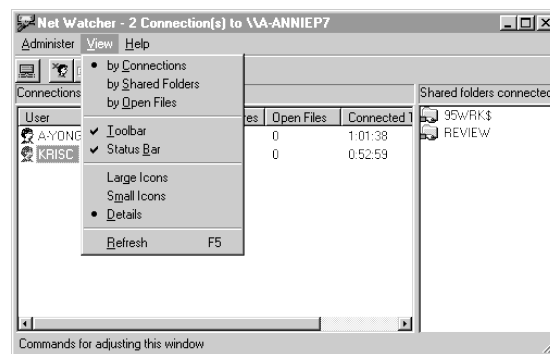 Net Watcher - 2 Connection(s) to \\A-ANNIEP7
Administer View Help
by Connections
by Shared Folders
by Open Files
Toolbar
Status Bar
Large Icons
Small Icons
Details
Refresh F5
Connections
Shared folders connected
User res Open Files Connected T
A-YONG 0 1:01:38
KRISC 0 0:52:59
95WRK$
REVIEW
Commands for adjusting this window